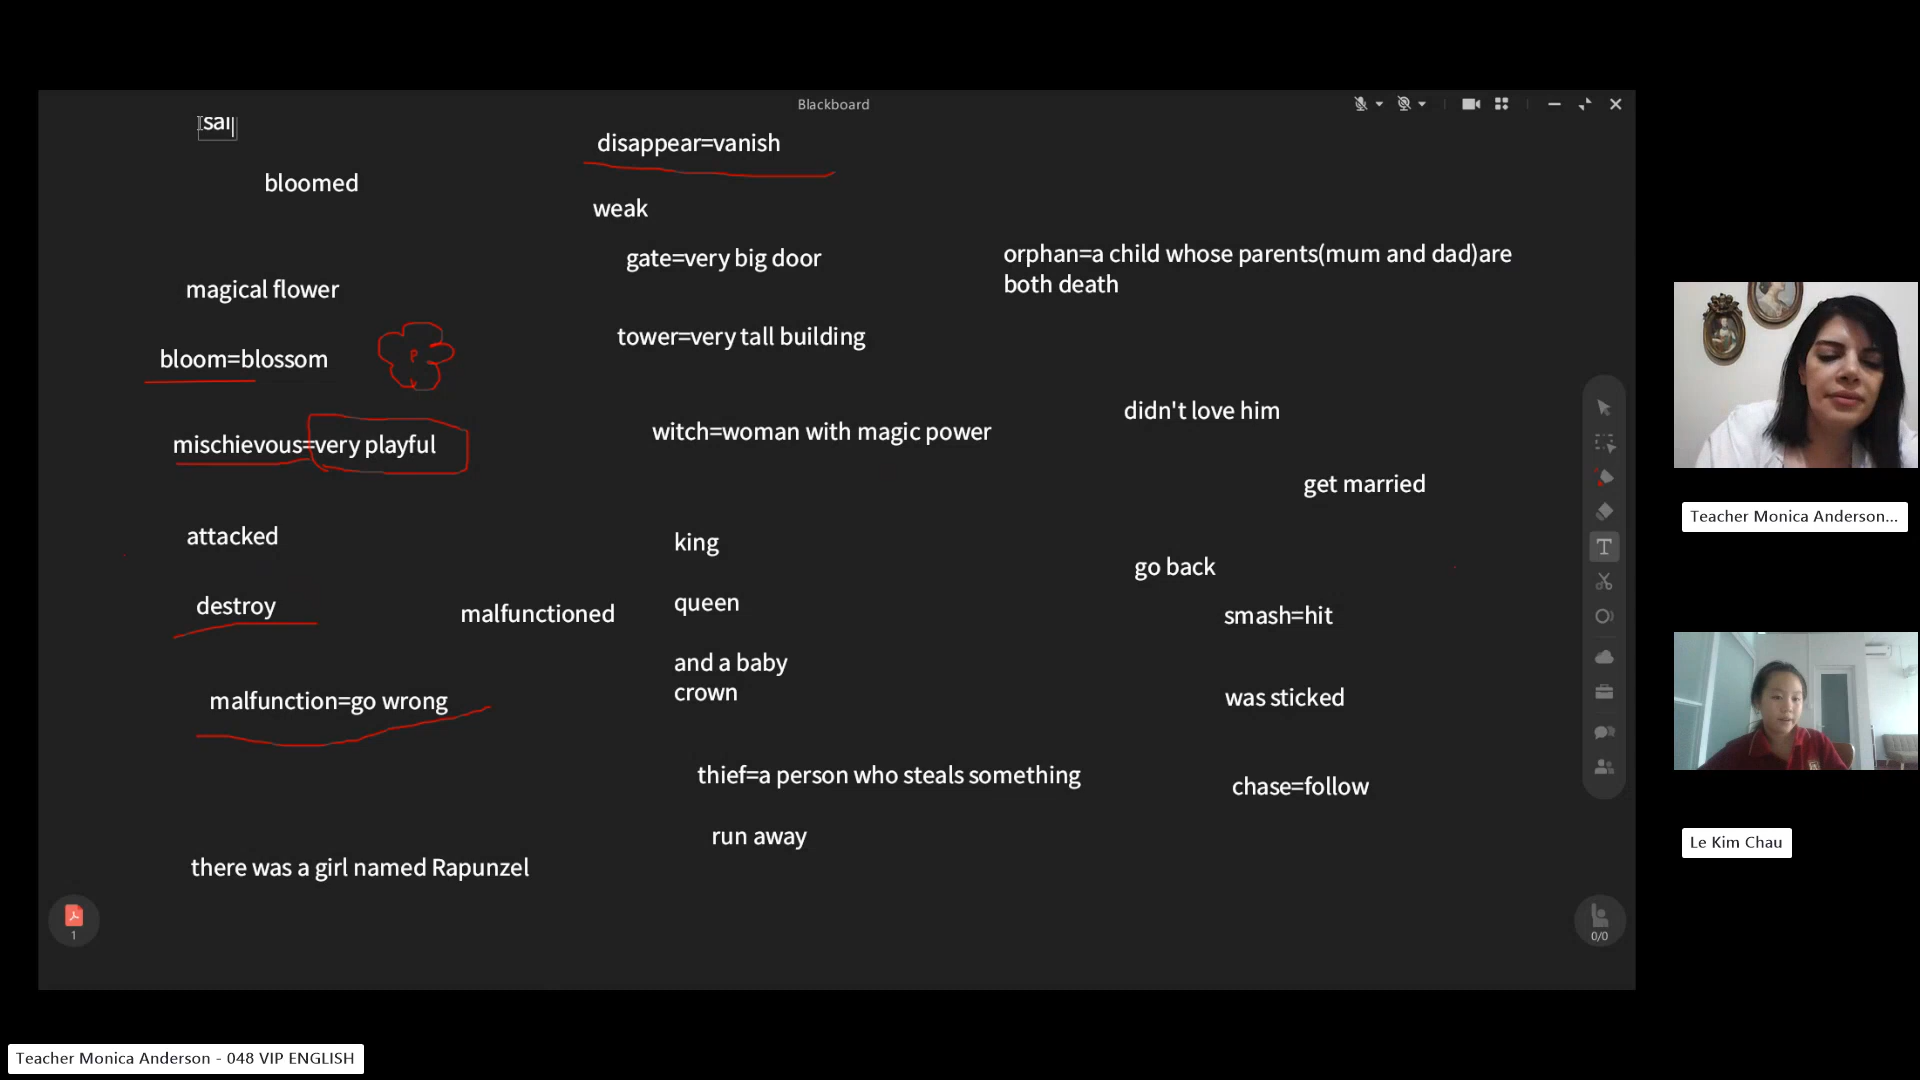 Blackboard
sail
disappear=vanish
bloomed
weak
gate=very big door
orphan=a child whose parents(mum and dad)are
both death
magical flower
tower=very tall building
bloom=blossom
P
didn't love him
witch=woman with magic power
mischievous=very playful
get married
attacked
king
go back
destroy
malfunctioned
queen
smash=hit
and a baby
crown
malfunction=go wrong
was sticked
thief=a person who steals something
chase=follow
run away
there was a girl named Rapunzel
1
0/0
Teacher Monica Anderson...
Le Kim Chau
Teacher Monica Anderson - 048 VIP ENGLISH